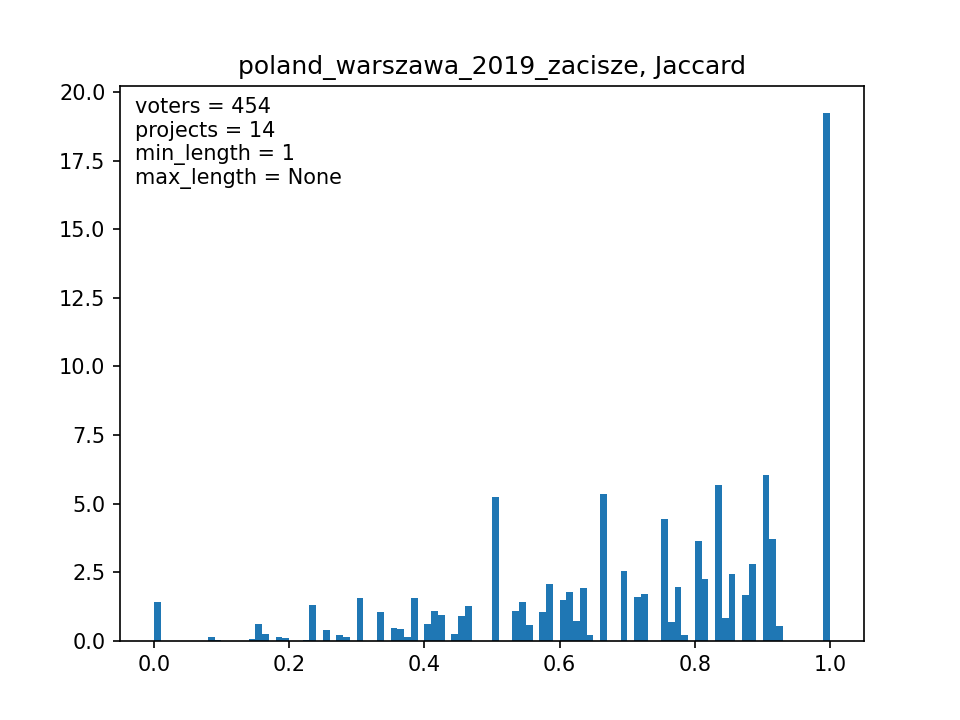 poland_warszawa_2019_zacisze, Jaccard
voters = 454
projects = 14
min_length = 1
max_length = None
20.0
17.5
15.0
12.5
10.0
7.5
5.0
2.5
0.0
0.0 0.2 0.4 0.6 0.8 1.0